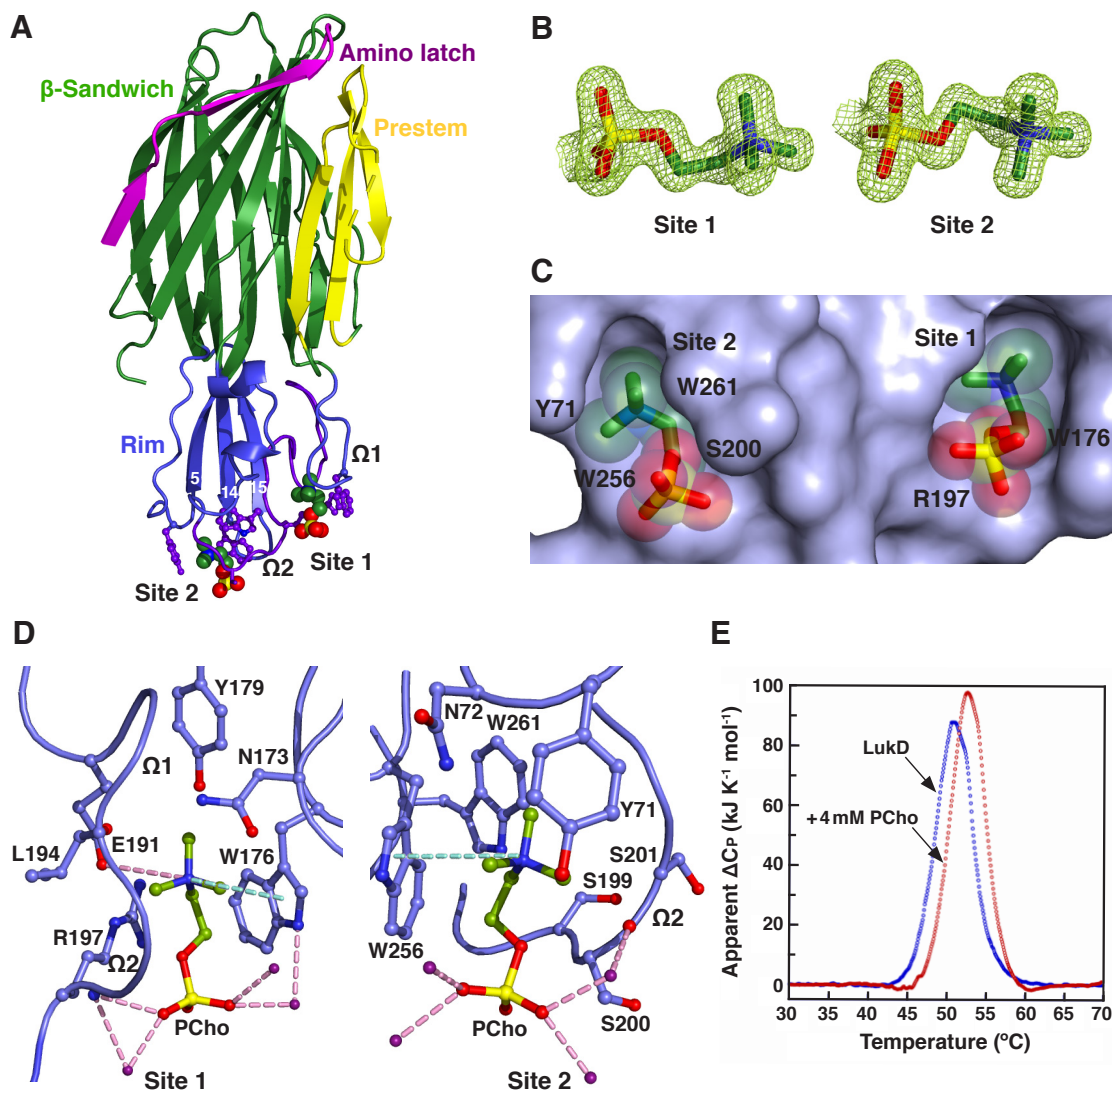 A
Amino latch
β-Sandwich
Prestem
Rim
5
14
15
Ω1
Ω2
Site 1
Site 2
B
Site 1
Site 2
C
Site 2
Site 1
W261
Y71
S200
W256
W176
R197
D
Y179
Ω1
N173
L194
E191
W176
R197
Ω2
PCho
Site 1
N72
W261
Y71
S201
S199
Ω2
W256
S200
PCho
Site 2
E
100
80
60
40
20
0
Apparent ΔCP (kJ K-1 mol-1)
LukD
+4 mM PCho
30 35 40 45 50 55 60 65 70
Temperature (ºC)